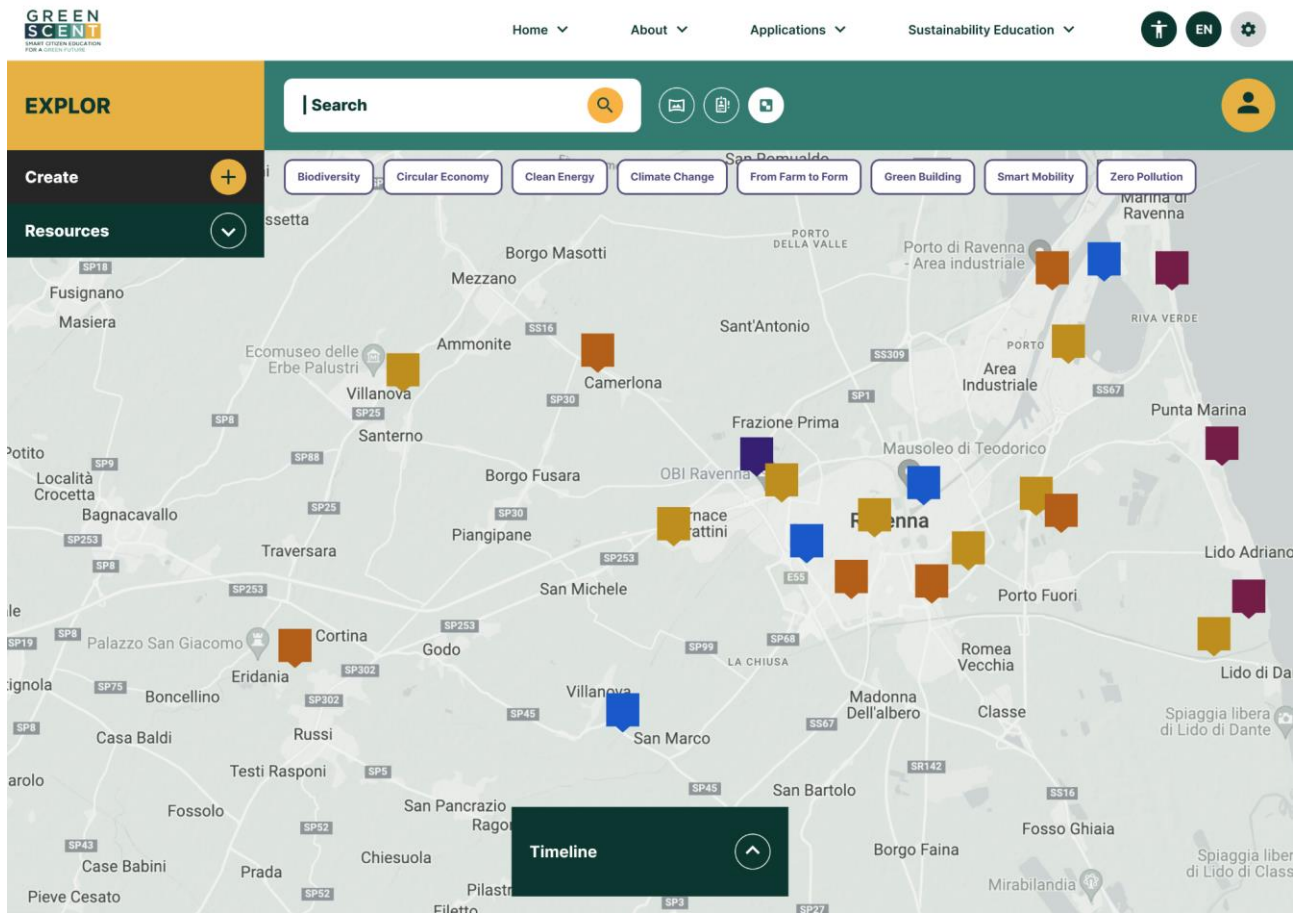 GREEN
SCENT
SMART CITIZEN EDUCATION
FOR A GREEN FUTURE
Home
About
Applications
Sustainability Education
EN
EXPLOR
Search
Create
Resources
Biodiversity
Circular Economy
Clean Energy
Climate Change
From Farm to Form
Green Building
Smart Mobility
Zero Pollution
San Romualdo
Marina di
Ravenna
ssetta
PORTO
DELLA VALLE
Borgo Masotti
Porto di Ravenna
- Area industriale
SP18
Mezzano
Fusignano
Masiera
RIVA VERDE
SS16
Sant'Antonio
Ammonite
PORTO
Ecomuseo delle
Erbe Palustri
SS309
Area
Industriale
Camerlona
Villanova
SP30
SP1
SS67
SP25
SP8
Frazione Prima
Punta Marina
Santerno
Potito
SP88
Mausoleo di Teodorico
SP9
Località
Crocetta
Borgo Fusara
OBI Ravenna
SP25
SP30
Bagnacavallo
Piangipane
rnace
rattini
R
enna
SP253
Traversara
SP253
Lido Adriano
SP8
E55
SP253
San Michele
Porto Fuori
le
SP253
SP8
SP19
Palazzo San Giacomo
Cortina
Godo
SP68
SP99
Romea
Vecchia
LA CHIUSA
SP302
Eridania
Lido di Da
ignola
SP75
Boncellino
SP302
Villanova
Madonna
Dell'albero
Classe
SP45
SS67
Spiaggia libera
di Lido di Dante
SP8
Casa Baldi
Russi
San Marco
SR142
Testi Rasponi
SP5
arolo
SP45
San Bartolo
SS16
San Pancrazio
Fossolo
Ragor
SP52
Fosso Ghiaia
SP43
Timeline
Borgo Faina
Chiesuola
Spiaggia liber
di Lido di Class
Case Babini
Prada
Mirabilandia
Pieve Cesato
SP52
Pilastr
SP3
SP27
Filetto